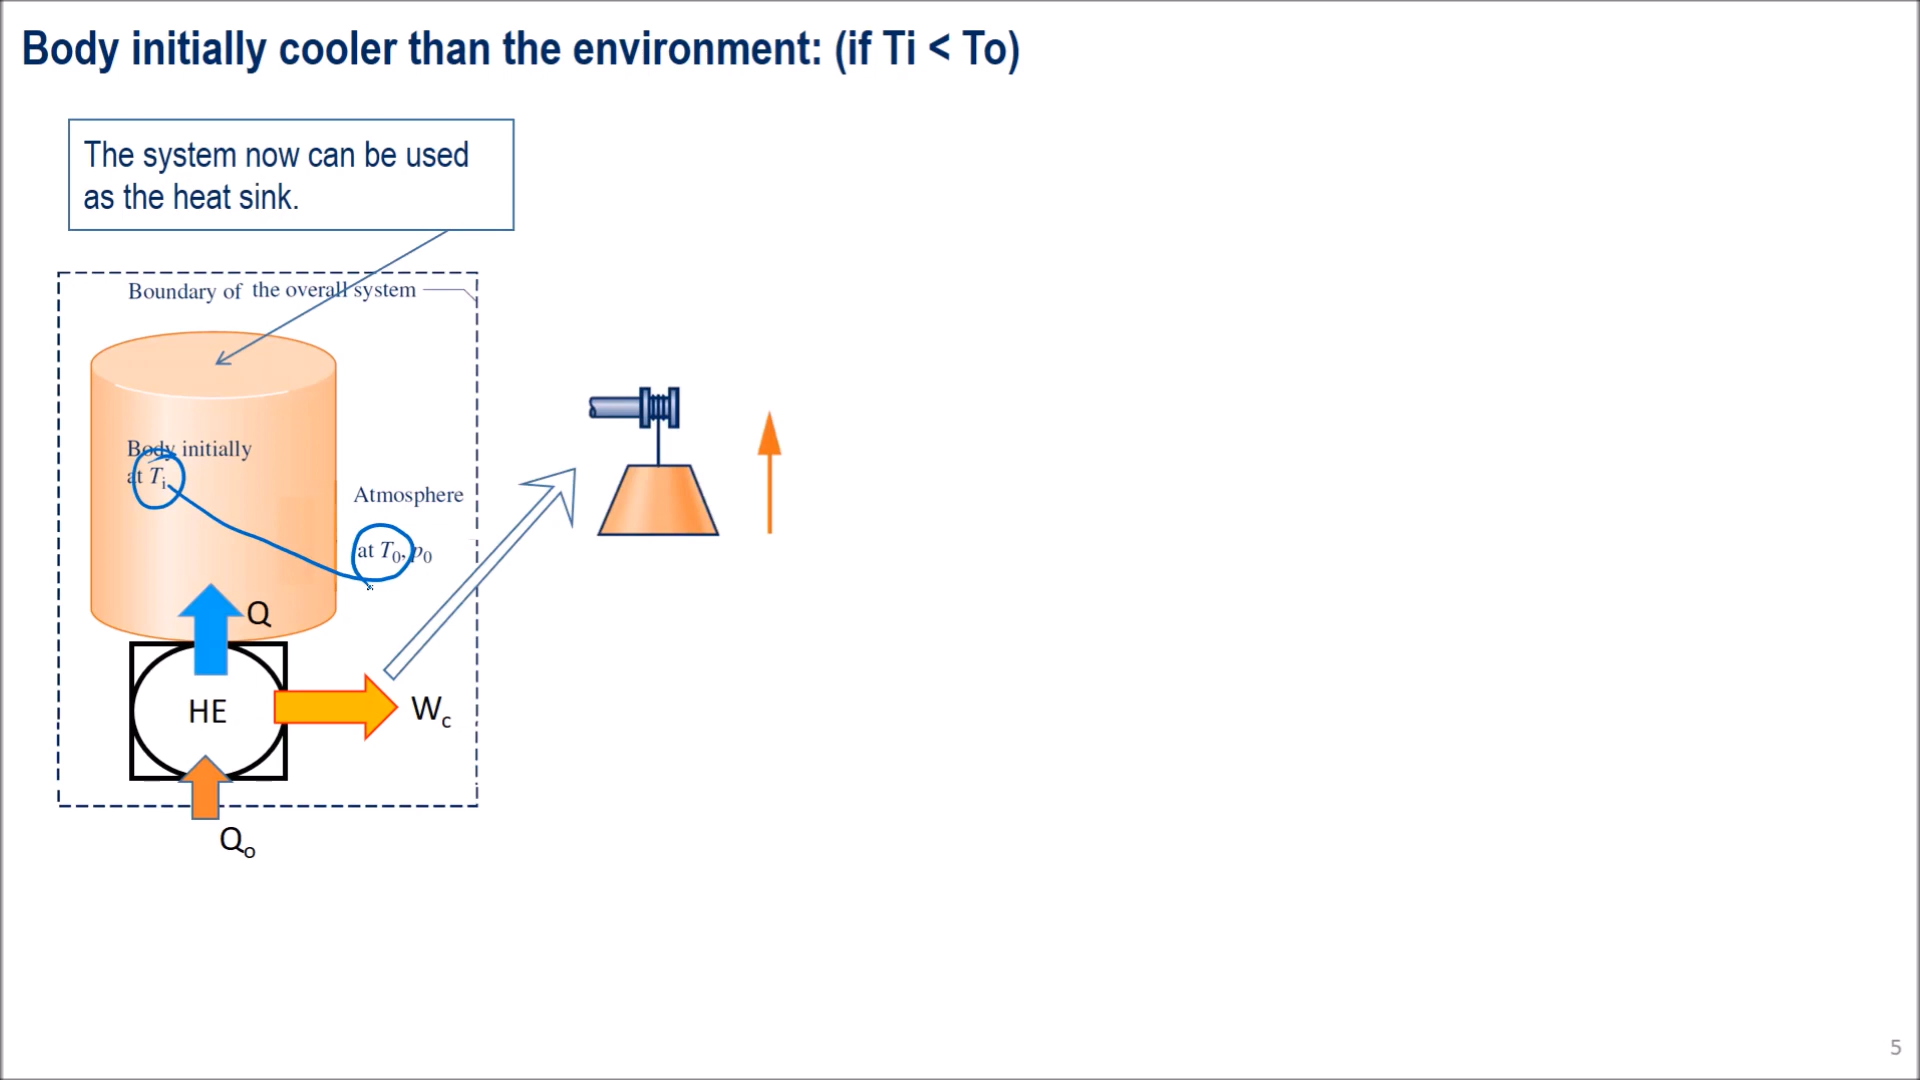 Body initially cooler than the environment: (if Ti < To)
The system now can be used
as the heat sink.
Boundary of the overall system
Body initially
at Ti
Atmosphere
at T0, p0
Q
HE
Wc
Qo
5